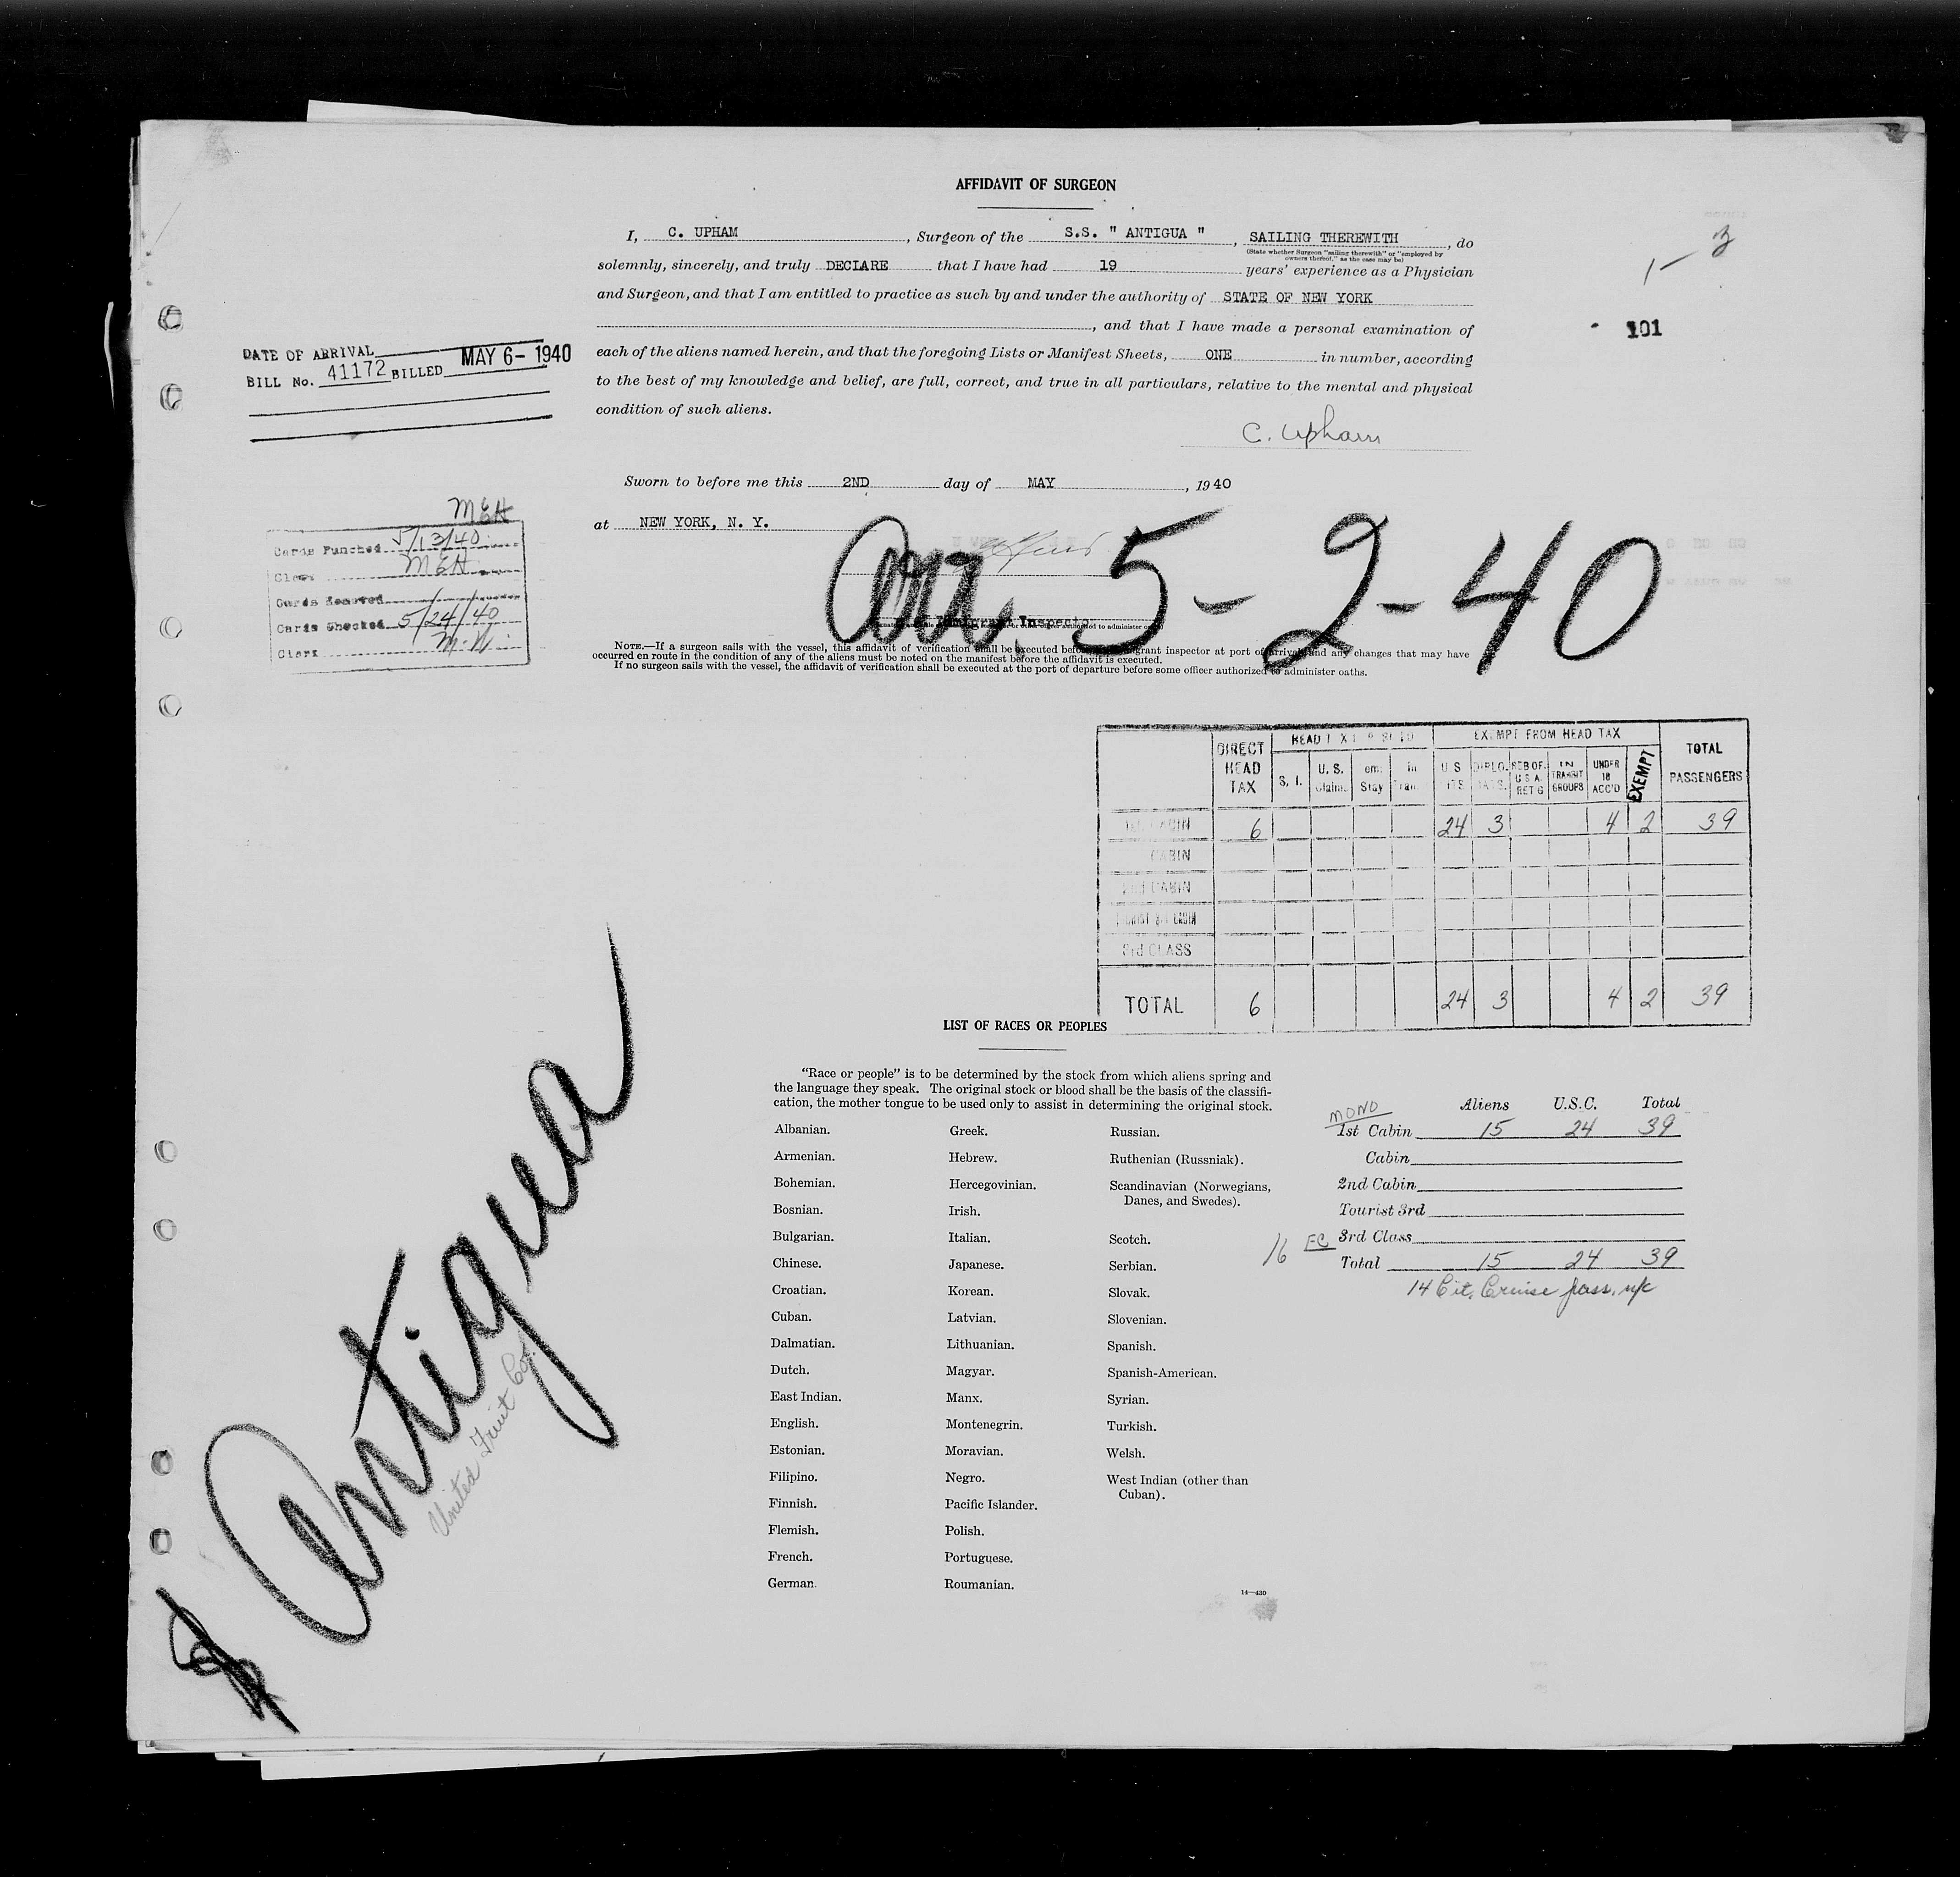 AFFIDAVIT OF SURGEON
I, C. UPHAM, Surgeon of the S.S. " ANTIGUA ", SAILING THEREWITH, do
(State whether Surgeon "sailing therewith" or "employed by
owners thereof," as the case may be)
solemnly, sincerely, and truly DECLARE that I have had 19 years' experience as a Physician
and Surgeon, and that I am entitled to practice as such by and under the authority of STATE OF NEW YORK
, and that I have made a personal examination of
each of the aliens named herein, and that the foregoing Lists or Manifest Sheets, ONE in number, according
to the best of my knowledge and belief, are full, correct, and true in all particulars, relative to the mental and physical
condition of such aliens.
C. Upham
3
1-
101
DATE OF ARRIVAL
BILL No. 41172 BILLED MAY 6- 1940
Sworn to before me this 2ND day of MAY, 1940
at NEW YORK, N. Y.
MEH
Cards Punched 5/13/40
Clerk MEH
Cards Removed
Cards Checked 5/24/40
Clerk M.W.
Arr. 5-2-40
Immigrant Inspector
NOTE.—If a surgeon sails with the vessel, this affidavit of verification shall be executed before immigrant inspector at port of arrival and any changes that may have
occurred en route in the condition of any of the aliens must be noted on the manifest before the affidavit is executed.
If no surgeon sails with the vessel, the affidavit of verification shall be executed at the port of departure before some officer authorized to administer oaths.
DIRECT HEAD TAX
S. I.
U. S. Claim.
Stay
EXEMPT FROM HEAD TAX
U S
DIPLO.
REB OF. U S A. RET'G
IN TRANSIT GROUPS
UNDER 16 ACC'D
EXEMPT
TOTAL PASSENGERS
CABIN 6 24 3 4 2 39
CABIN
2nd CABIN
TOURIST 3rd CABIN
3rd CLASS
TOTAL 6 24 3 4 2 39
LIST OF RACES OR PEOPLES
"Race or people" is to be determined by the stock from which aliens spring and
the language they speak. The original stock or blood shall be the basis of the classifi-
cation, the mother tongue to be used only to assist in determining the original stock.
Albanian.
Armenian.
Bohemian.
Bosnian.
Bulgarian.
Chinese.
Croatian.
Cuban.
Dalmatian.
Dutch.
East Indian.
English.
Estonian.
Filipino.
Finnish.
Flemish.
French.
German.
Greek.
Hebrew.
Hercegovinian.
Irish.
Italian.
Japanese.
Korean.
Latvian.
Lithuanian.
Magyar.
Manx.
Montenegrin.
Moravian.
Negro.
Pacific Islander.
Polish.
Portuguese.
Roumanian.
Russian.
Ruthenian (Russniak).
Scandinavian (Norwegians,
Danes, and Swedes).
Scotch.
Serbian.
Slovak.
Slovenian.
Spanish.
Spanish-American.
Syrian.
Turkish.
Welsh.
West Indian (other than
Cuban).
14—430
MONO
Aliens U.S.C. Total
1st Cabin 15 24 39
Cabin
2nd Cabin
Tourist 3rd
16 FC 3rd Class
Total 15 24 39
14 Cit. Cruise pass. n/c
Antigua
United Fruit Co.